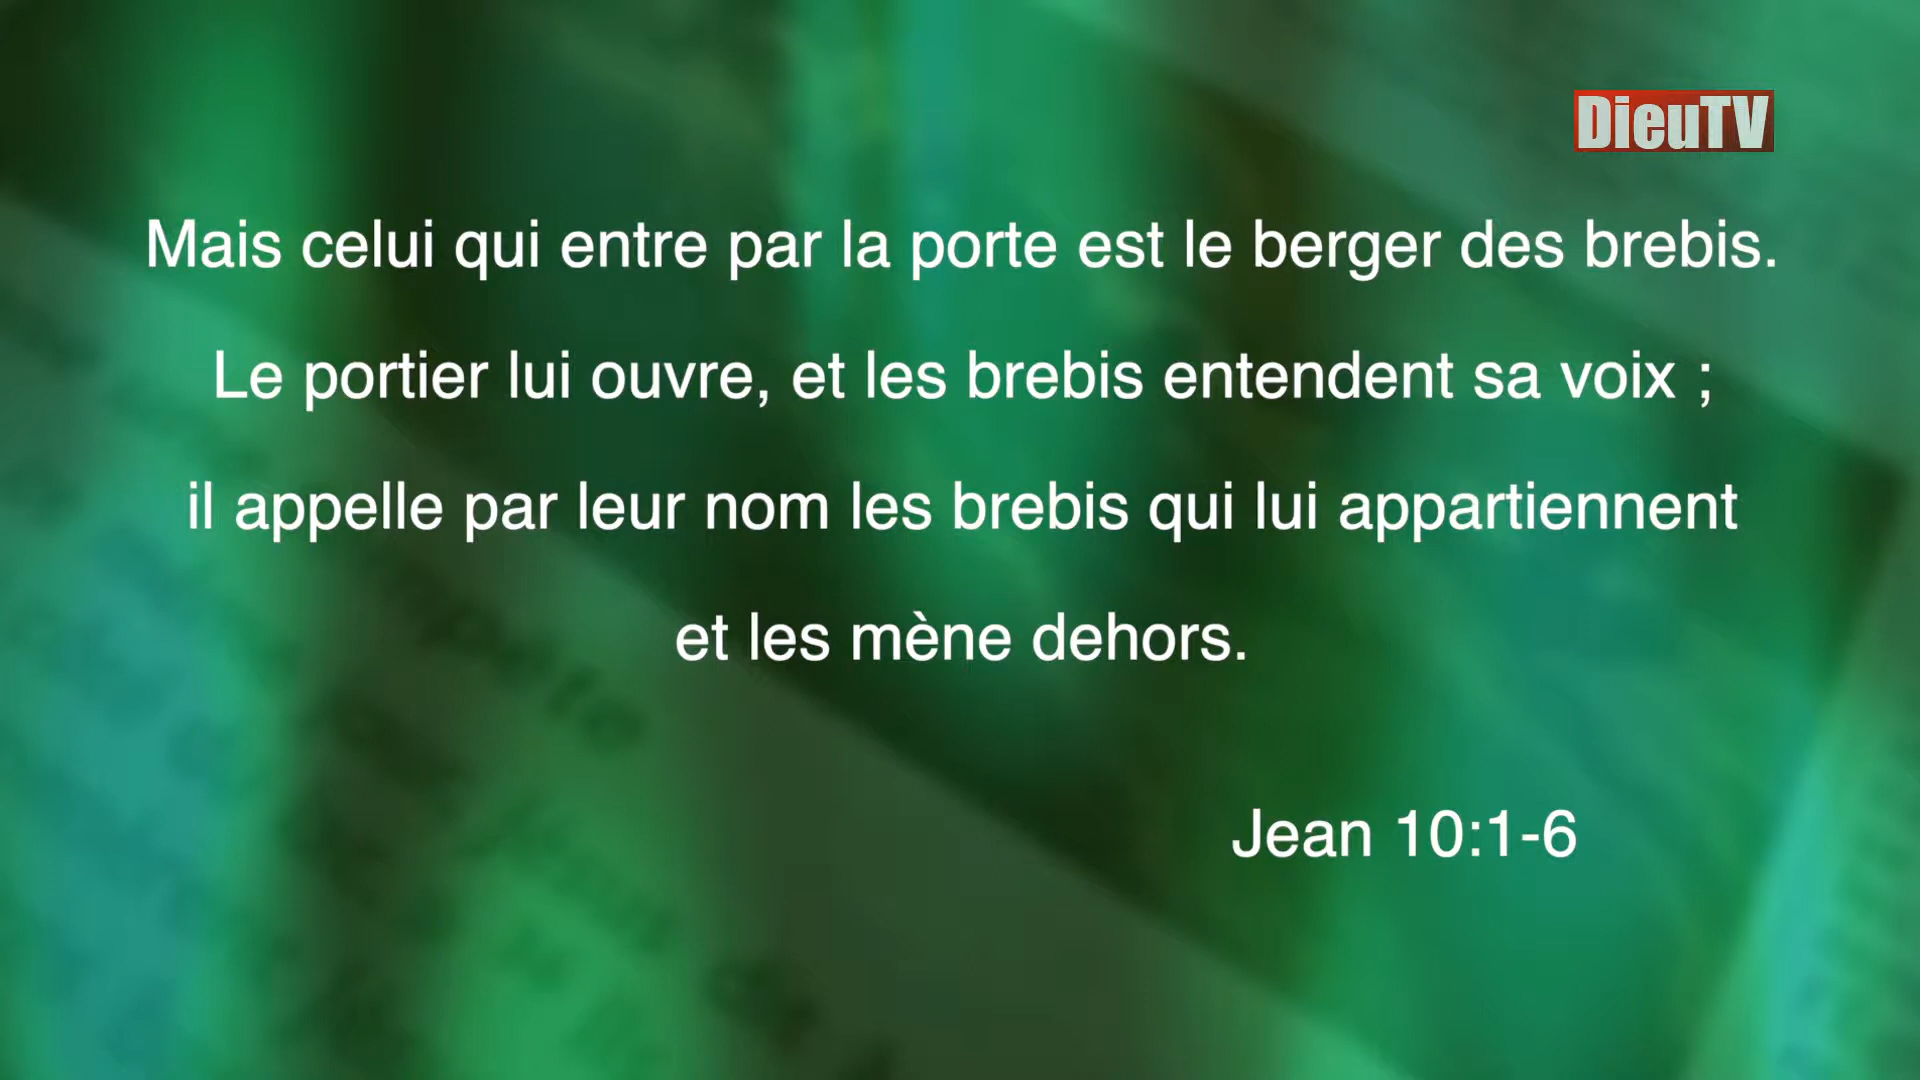 DieuTV
Mais celui qui entre par la porte est le berger des brebis.
Le portier lui ouvre, et les brebis entendent sa voix ;
il appelle par leur nom les brebis qui lui appartiennent
et les mène dehors.
Jean 10:1-6